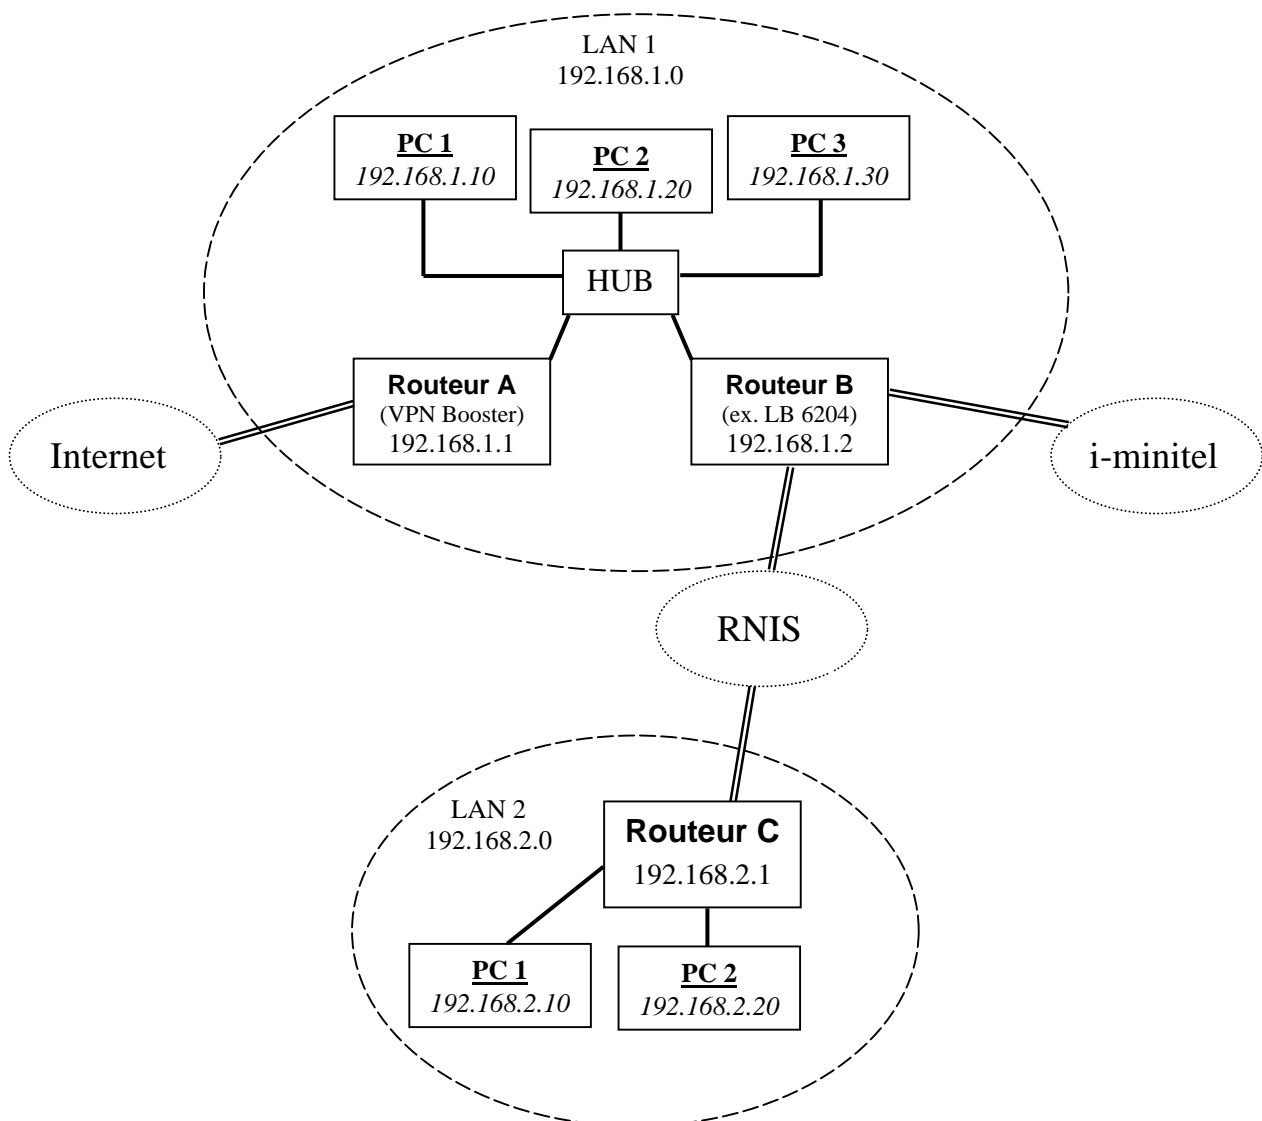 LAN 1
192.168.1.0
PC 1
192.168.1.10
PC 2
192.168.1.20
PC 3
192.168.1.30
HUB
Routeur A
(VPN Booster)
192.168.1.1
Routeur B
(ex. LB 6204)
192.168.1.2
Internet
i-minitel
RNIS
LAN 2
192.168.2.0
Routeur C
192.168.2.1
PC 1
192.168.2.10
PC 2
192.168.2.20